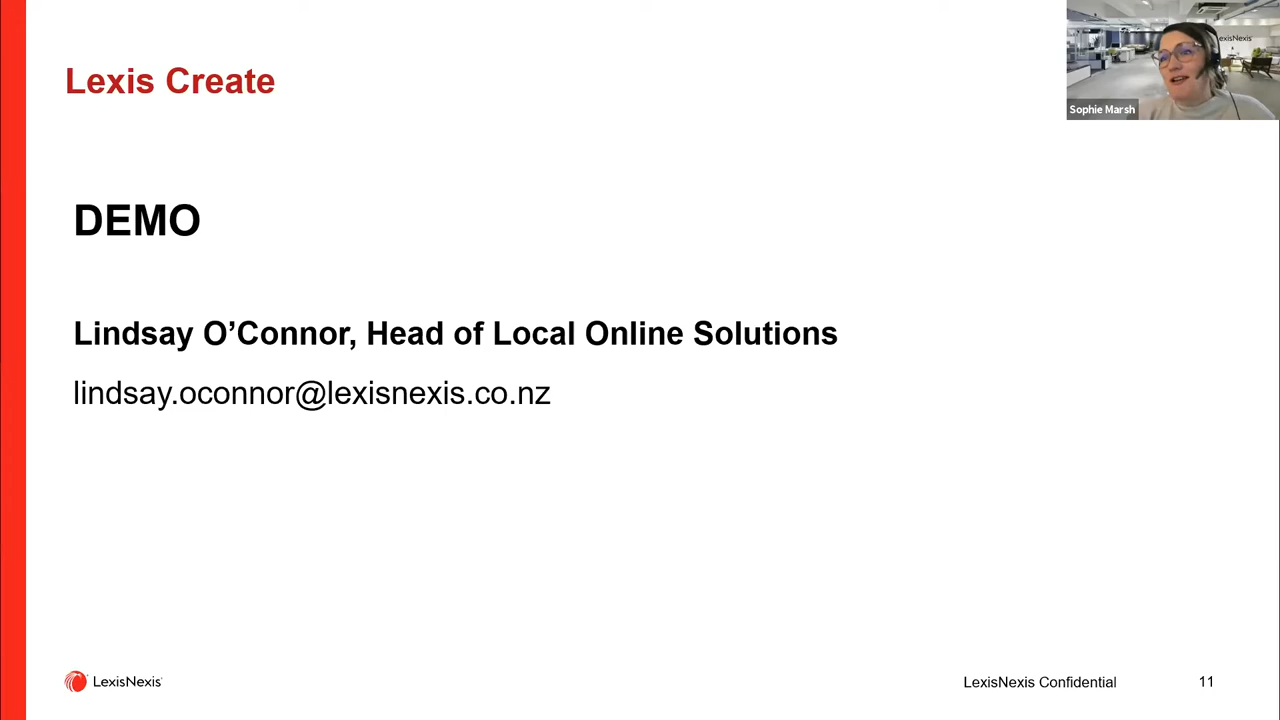 Lexis Create
LexisNexis
Sophie Marsh
DEMO
Lindsay O’Connor, Head of Local Online Solutions
lindsay.oconnor@lexisnexis.co.nz
LexisNexis
LexisNexis Confidential
11